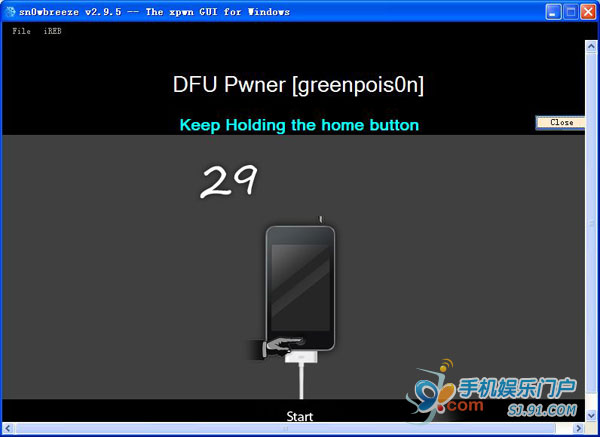 sn0wbreeze v2.9.5 -- The xpwn GUI for Windows
File iREB
DFU Pwner [greenpois0n]
Keep Holding the home button
Close
29
Start
手机娱乐门户
.com SJ.91.COM